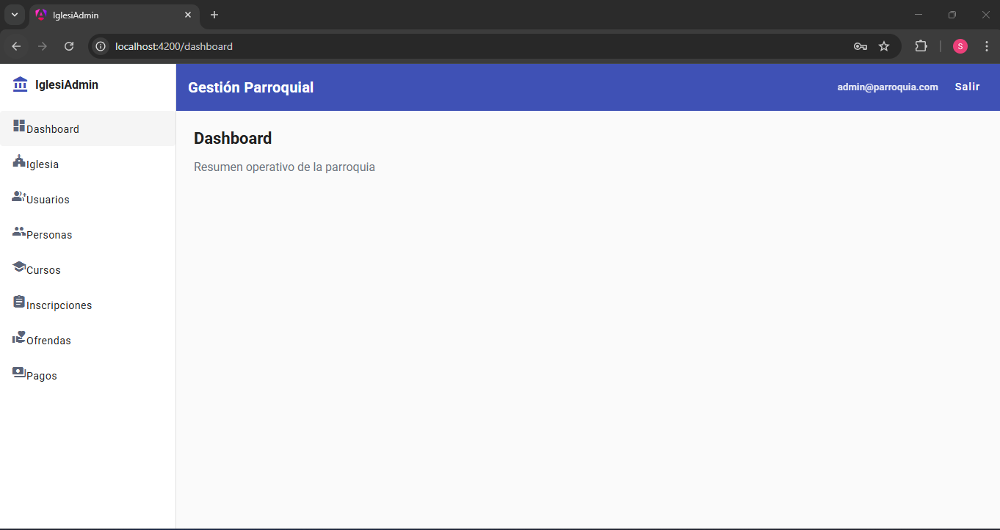 IglesiAdmin
localhost:4200/dashboard
S
IglesiAdmin
Gestión Parroquial
admin@parroquia.com
Salir
Dashboard
Iglesia
Usuarios
Personas
Cursos
Inscripciones
Ofrendas
Pagos
Dashboard
Resumen operativo de la parroquia